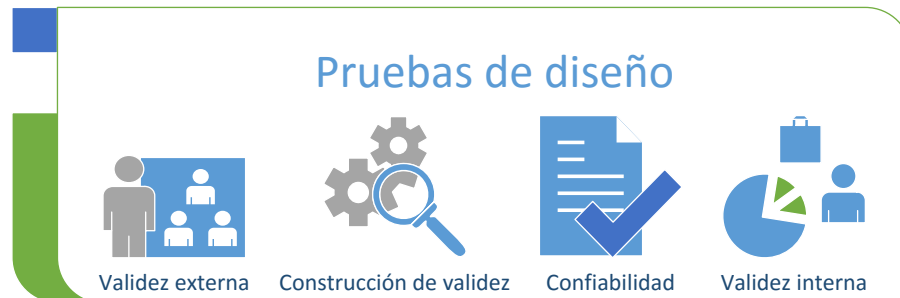 Pruebas de diseño
Validez externa
Construcción de validez
Confiabilidad
Validez interna